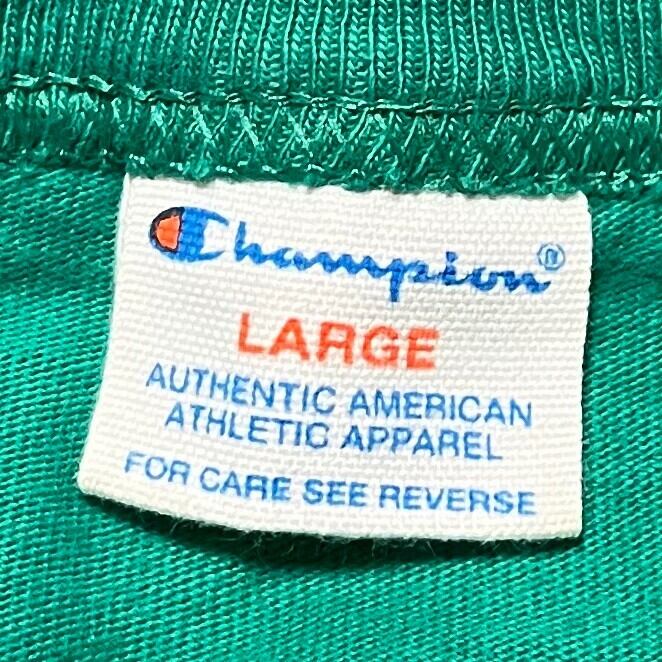 Champion®
LARGE
AUTHENTIC AMERICAN
ATHLETIC APPAREL
FOR CARE SEE REVERSE